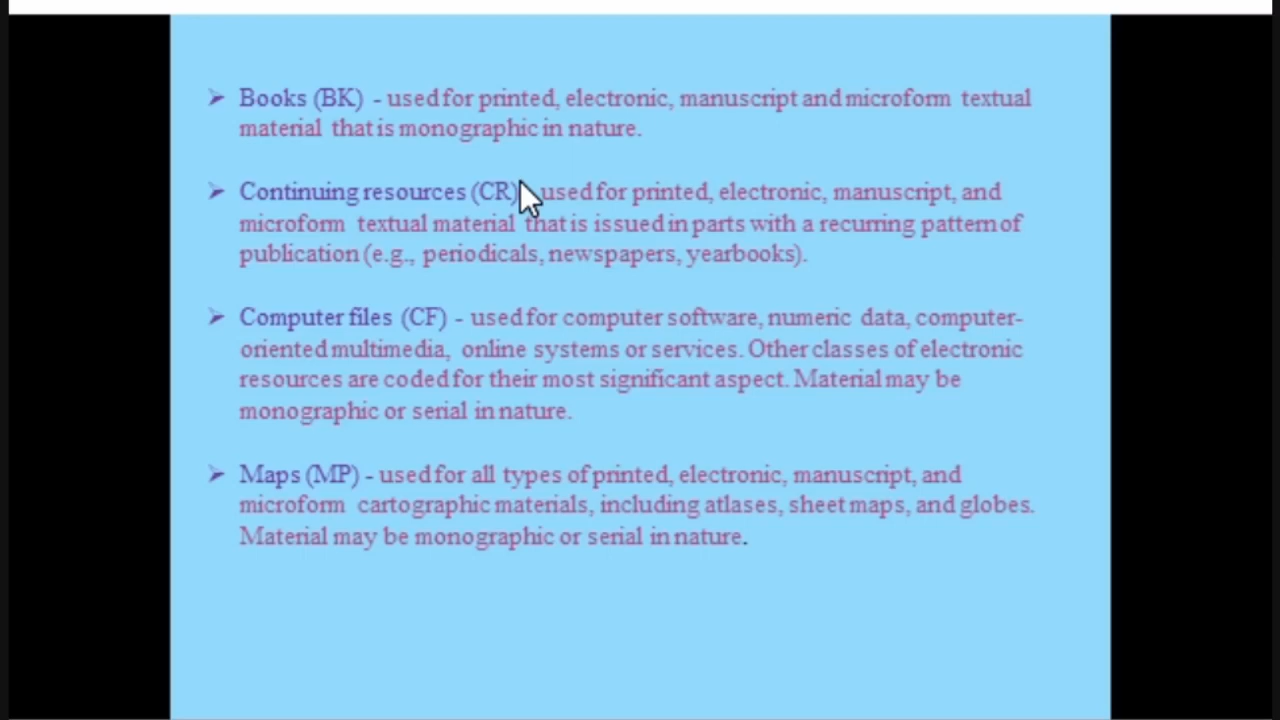 ➢ Books (BK) - used for printed, electronic, manuscript and microform textual
material that is monographic in nature.
➢ Continuing resources (CR) used for printed, electronic, manuscript, and
microform textual material that is issued in parts with a recurring pattern of
publication (e.g., periodicals, newspapers, yearbooks).
➢ Computer files (CF) - used for computer software, numeric data, computer-
oriented multimedia, online systems or services. Other classes of electronic
resources are coded for their most significant aspect. Material may be
monographic or serial in nature.
➢ Maps (MP) - used for all types of printed, electronic, manuscript, and
microform cartographic materials, including atlases, sheet maps, and globes.
Material may be monographic or serial in nature.